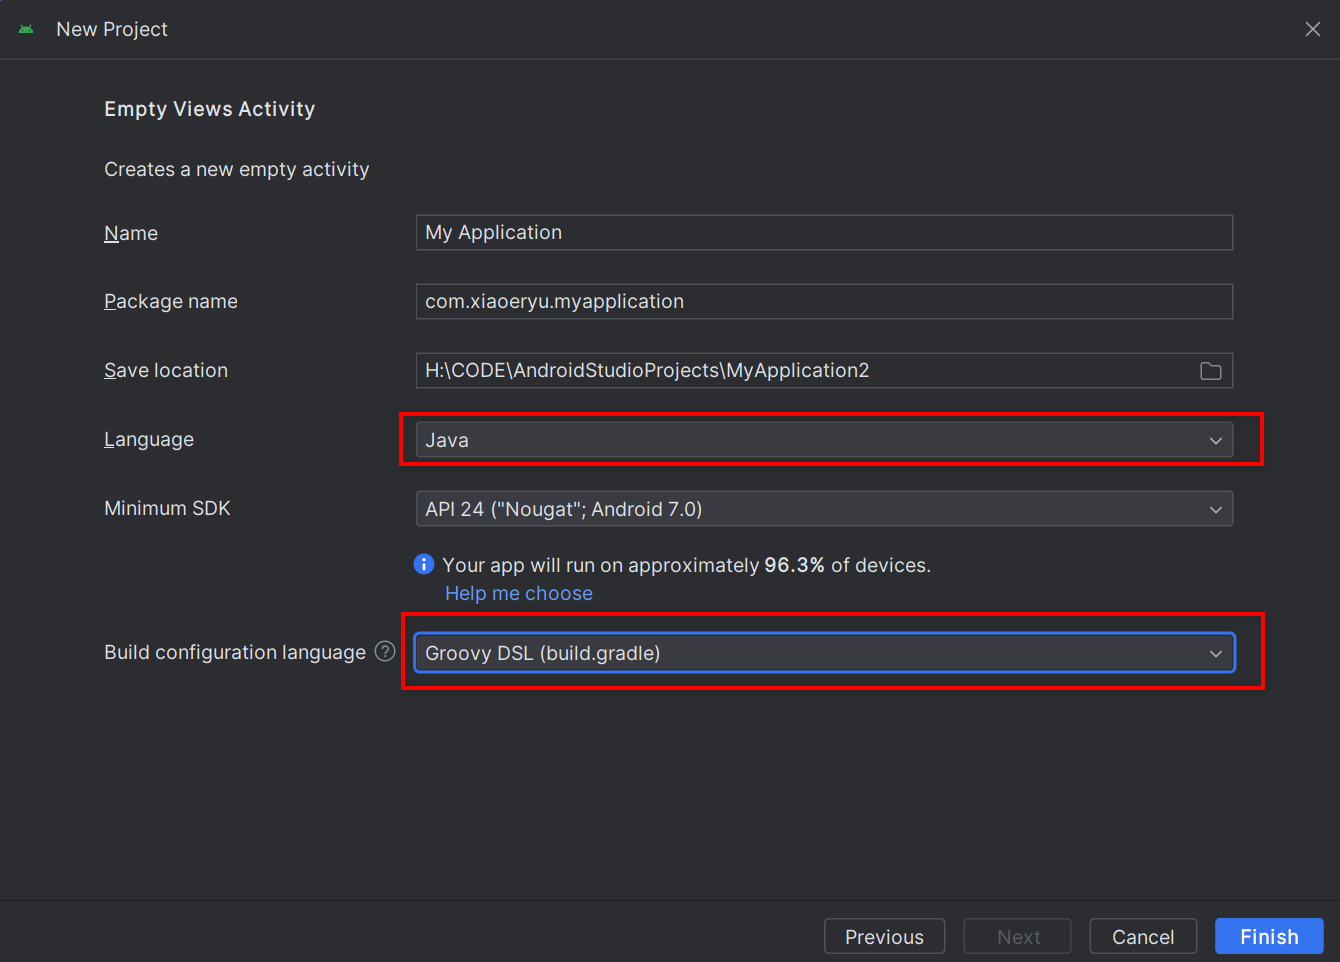 New Project
Empty Views Activity
Creates a new empty activity
Name
My Application
Package name
com.xiaoeryu.myapplication
Save location
H:\CODE\AndroidStudioProjects\MyApplication2
Language
Java
Minimum SDK
API 24 ("Nougat"; Android 7.0)
Your app will run on approximately 96.3% of devices.
Help me choose
Build configuration language ?
Groovy DSL (build.gradle)
Previous
Next
Cancel
Finish